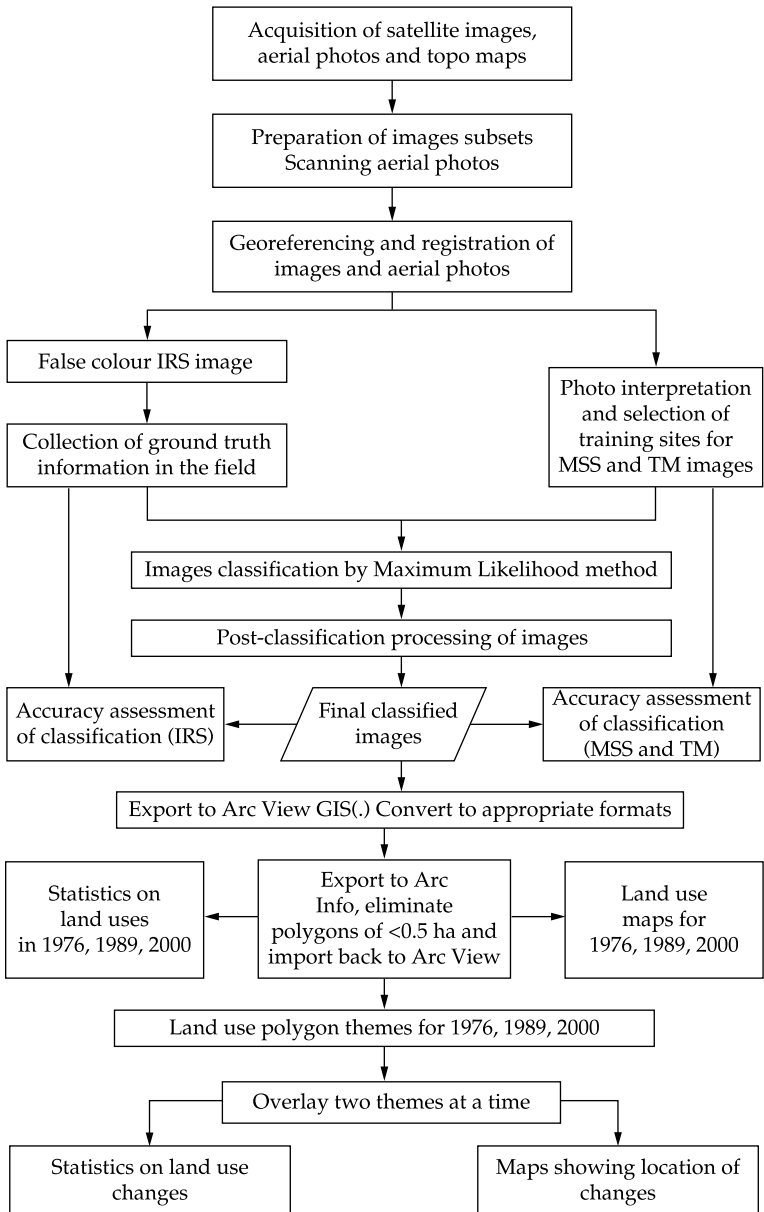 Acquisition of satellite images,
aerial photos and topo maps
Preparation of images subsets
Scanning aerial photos
Georeferencing and registration of
images and aerial photos
False colour IRS image
Photo interpretation
and selection of
training sites for
MSS and TM images
Collection of ground truth
information in the field
Images classification by Maximum Likelihood method
Post-classification processing of images
Accuracy assessment
of classification (IRS)
Final classified
images
Accuracy assessment
of classification
(MSS and TM)
Export to Arc View GIS(.) Convert to appropriate formats
Statistics on
land uses
in 1976, 1989, 2000
Export to Arc
Info, eliminate
polygons of <0.5 ha and
import back to Arc View
Land use
maps for
1976, 1989, 2000
Land use polygon themes for 1976, 1989, 2000
Overlay two themes at a time
Statistics on land use
changes
Maps showing location of
changes